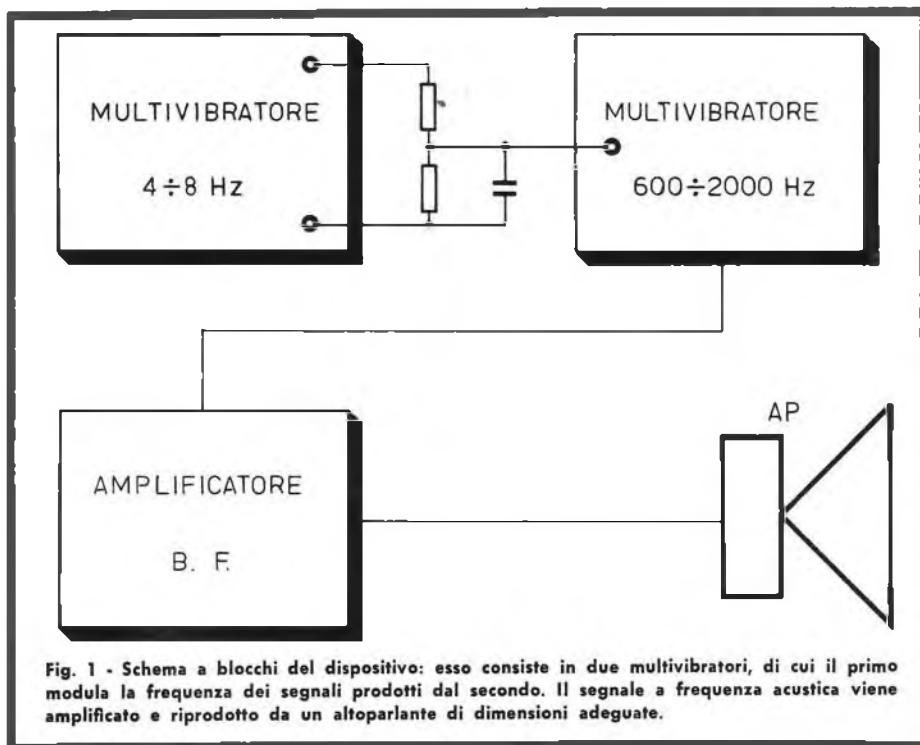 MULTIVIBRATORE
4÷8 Hz
MULTIVIBRATORE
600÷2000 Hz
AMPLIFICATORE
B. F.
AP
Fig. 1 - Schema a blocchi del dispositivo: esso consiste in due multivibratori, di cui il primo
modula la frequenza dei segnali prodotti dal secondo. Il segnale a frequenza acustica viene
amplificato e riprodotto da un altoparlante di dimensioni adeguate.